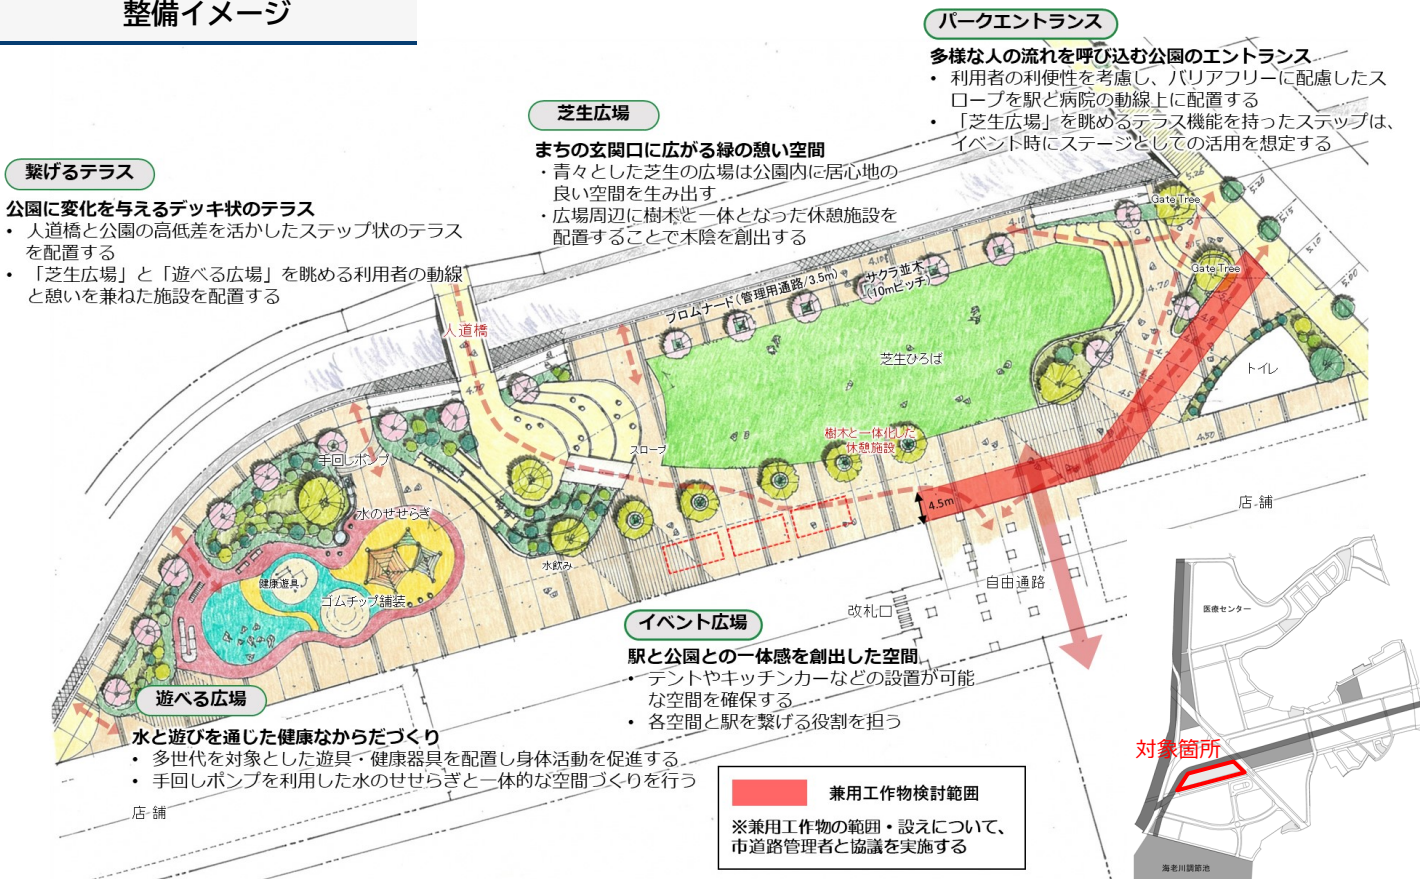 整備イメージ
パークエントランス
多様な人の流れを呼び込む公園のエントランス
• 利用者の利便性を考慮し、バリアフリーに配慮したス
ロープを駅と病院の動線上に配置する
• 「芝生広場」を眺めるテラス機能を持ったステップは、
イベント時にステージとしての活用を想定する
芝生広場
まちの玄関口に広がる緑の憩い空間
・青々とした芝生の広場は公園内に居心地の
良い空間を生み出す
・広場周辺に樹木と一体となった休憩施設を
配置することで木陰を創出する
繋げるテラス
公園に変化を与えるデッキ状のテラス
• 人道橋と公園の高低差を活かしたステップ状のテラス
を配置する
• 「芝生広場」と「遊べる広場」を眺める利用者の動線
と憩いを兼ねた施設を配置する
Gate Tree
Gate Tree
5.26
5.20
5.15
5.10
5.00
4.70
4.50
4.10
プロムナード(管理用通路/3.5m)
サクラ並木
(10mピッチ)
人道橋
芝生ひろば
トイレ
樹木と一体化した
休憩施設
スロープ
手回しポンプ
水のせせらぎ
健康遊具
ゴムチップ舗装
水飲み
4.5m
店舗
自由通路
改札口
イベント広場
駅と公園との一体感を創出した空間
• テントやキッチンカーなどの設置が可能
な空間を確保する
• 各空間と駅を繋げる役割を担う
遊べる広場
水と遊びを通じた健康なからだづくり
• 多世代を対象とした遊具・健康器具を配置し身体活動を促進する
• 手回しポンプを利用した水のせせらぎと一体的な空間づくりを行う
店舗
兼用工作物検討範囲
※兼用工作物の範囲・設えについて、
市道路管理者と協議を実施する
医療センター
対象箇所
海老川調節池